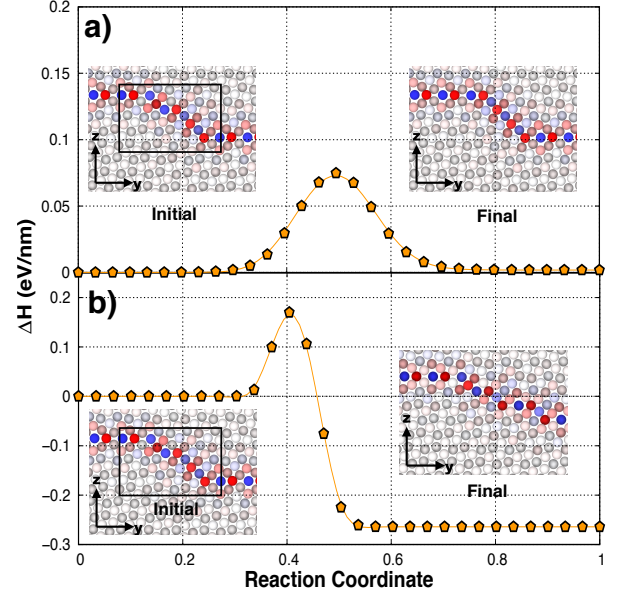 0.2
a)
0.15
z
y
Initial
z
y
Final
0.1
0.05
0
ΔH (eV/nm)
b)
0.2
0.1
0
−0.1
−0.2
−0.3
z
y
Initial
z
y
Final
0
0.2
0.4
0.6
0.8
1
Reaction Coordinate